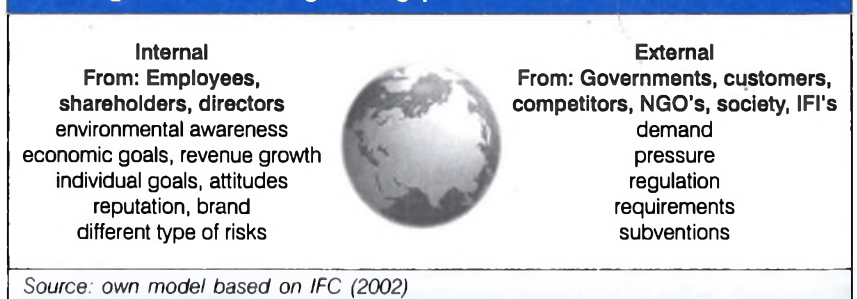 Internal
From: Employees,
shareholders, directors
environmental awareness
economic goals, revenue growth
individual goals, attitudes
reputation, brand
different type of risks
External
From: Governments, customers,
competitors, NGO's, society, IFI's
demand
pressure
regulation
requirements
subventions
Source: own model based on IFC (2002)